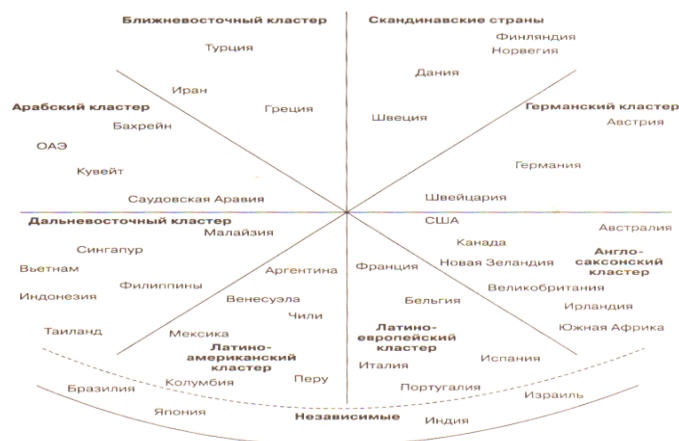 Ближневосточный кластер
Турция
Иран
Греция
Скандинавские страны
Финляндия
Норвегия
Дания
Швеция
Арабский кластер
Бахрейн
ОАЭ
Кувейт
Саудовская Аравия
Германский кластер
Австрия
Германия
Швейцария
Дальневосточный кластер
Малайзия
Сингапур
Вьетнам
Филиппины
Индонезия
Таиланд
США
Австралия
Канада
Новая Зеландия
Англо-
саксонский
кластер
Великобритания
Ирландия
Южная Африка
Аргентина
Венесуэла
Чили
Мексика
Латино-
американский
кластер
Колумбия
Перу
Франция
Бельгия
Латино-
европейский
кластер
Италия
Испания
Португалия
Бразилия
Япония
Независимые
Индия
Израиль